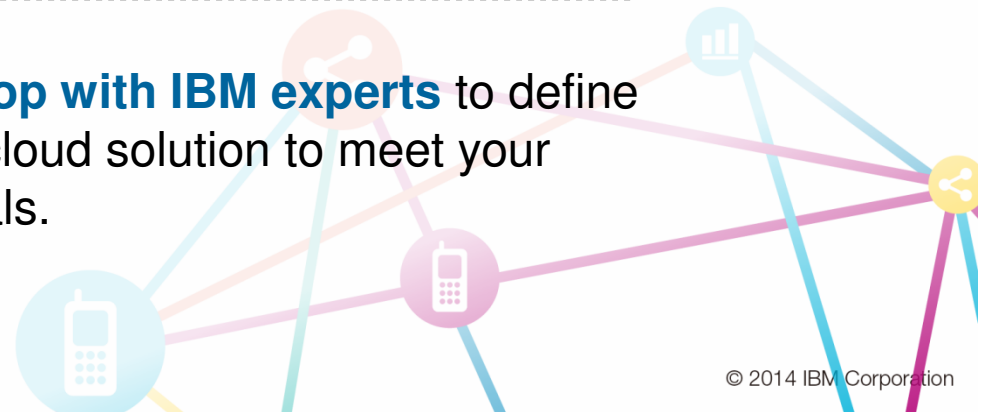 op with IBM experts to define
cloud solution to meet your
ls.
© 2014 IBM Corporation